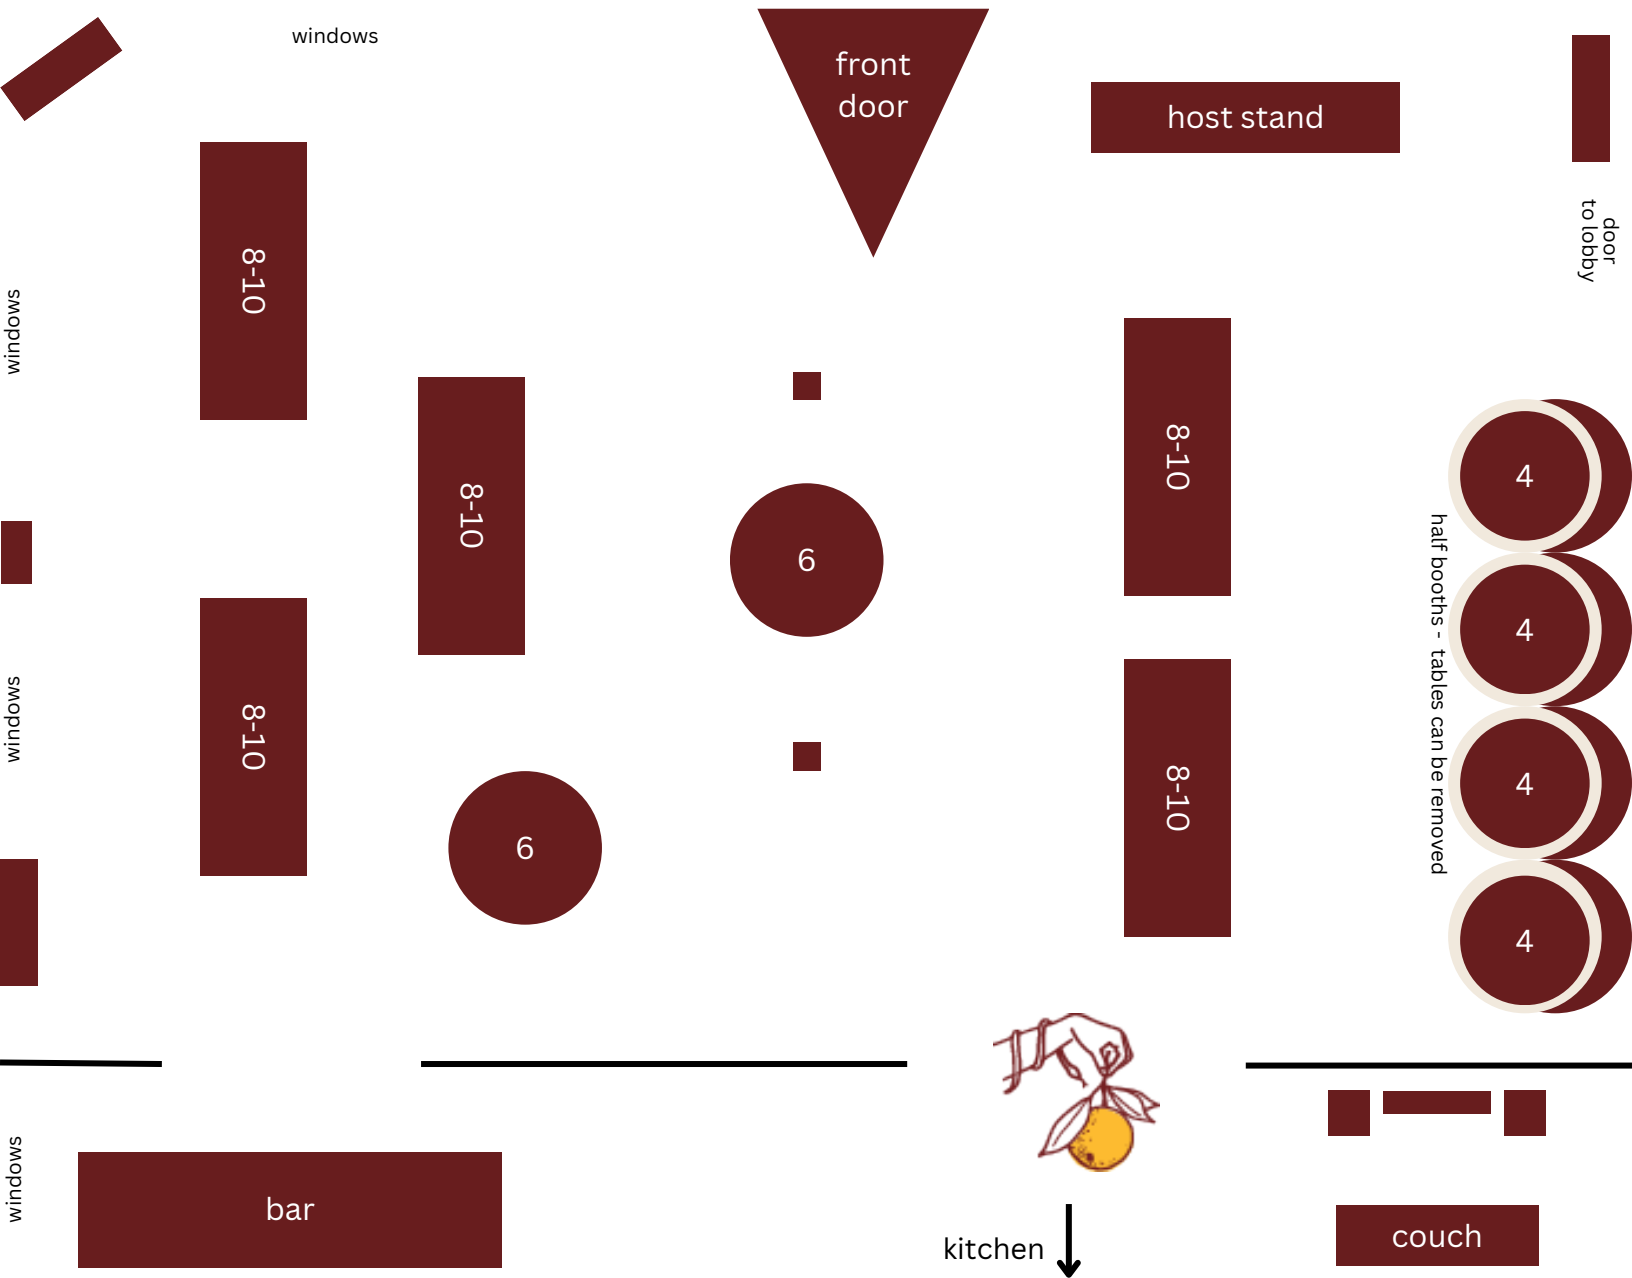 windows
front
door
host stand
door
to lobby
windows
8-10
8-10
8-10
4
6
4
half booths - tables can be removed
windows
8-10
8-10
4
6
4
windows
bar
kitchen
couch